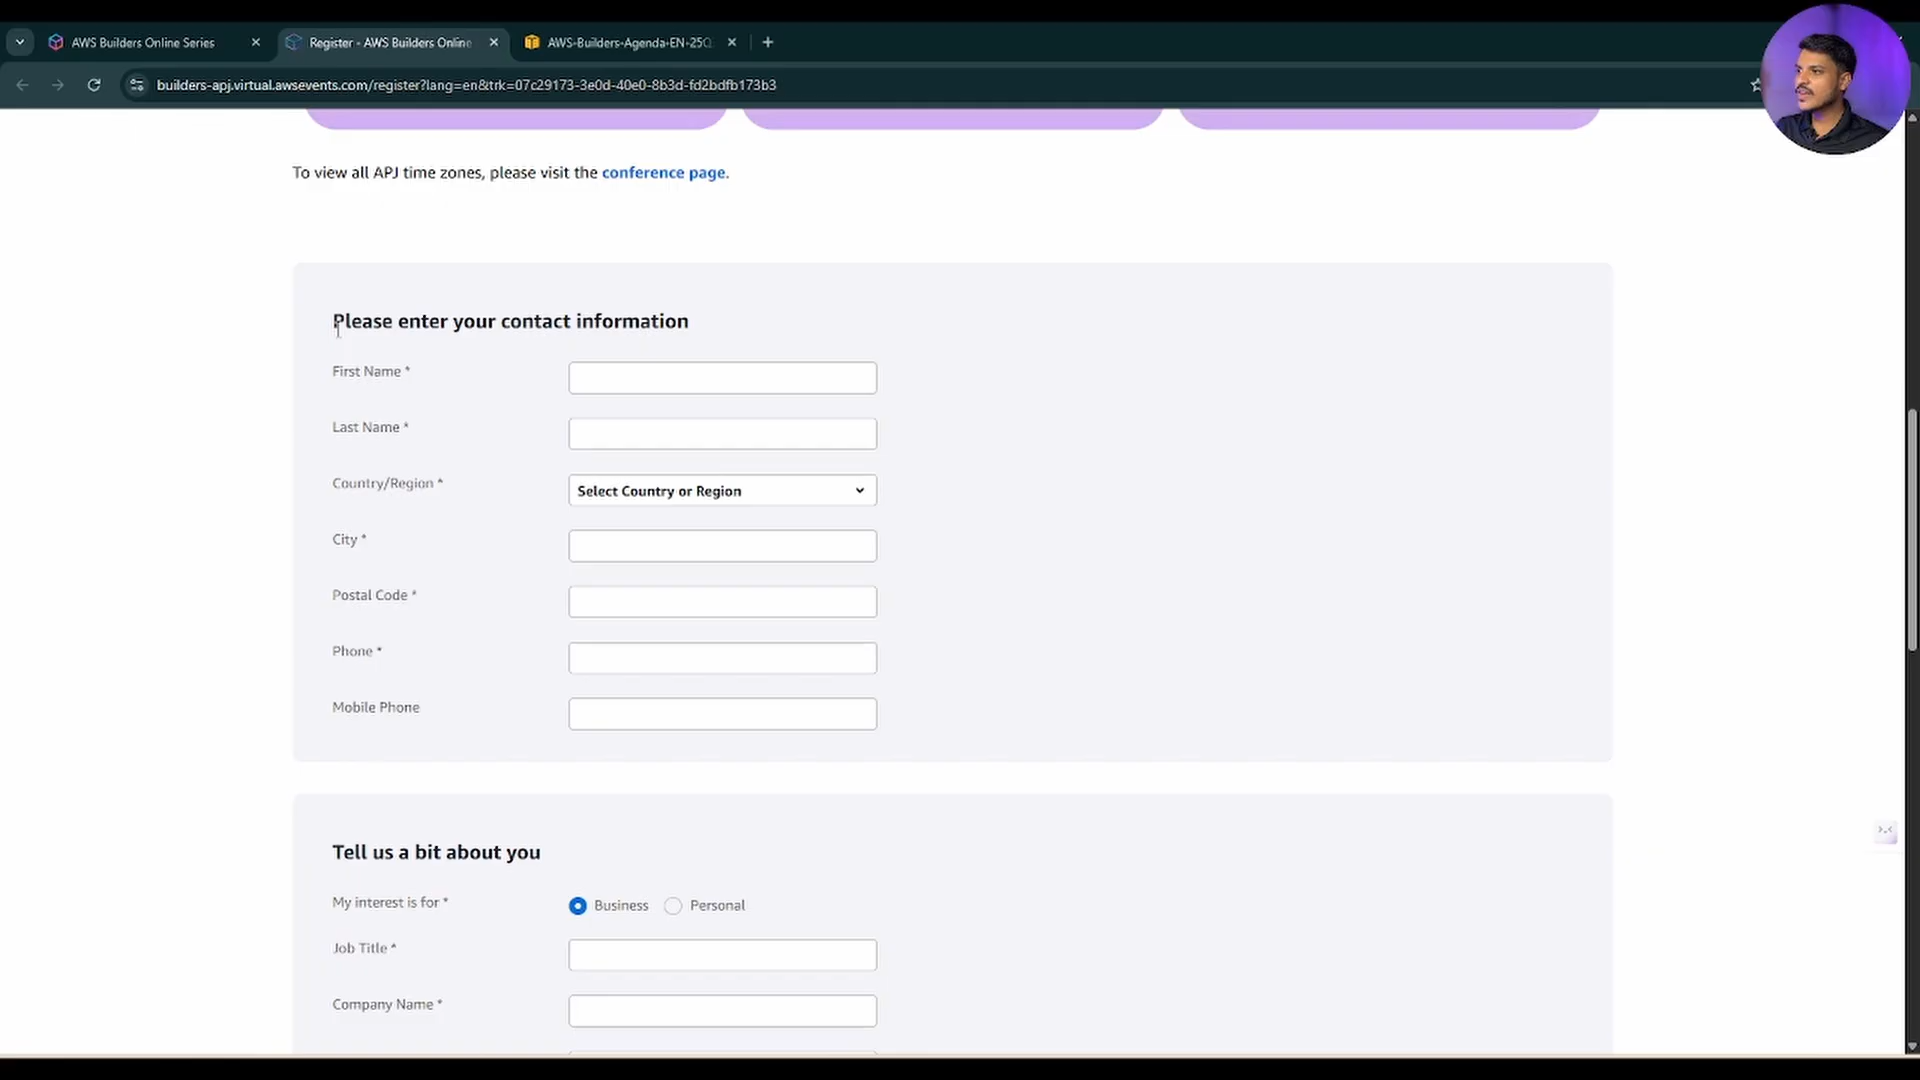 AWS Builders Online Series
Register - AWS Builders Online
AWS-Builders-Agenda-EN-25Q
builders-apj.virtual.awsevents.com/register?lang=en&trk=07c29173-3e0d-40e0-8b3d-fd2bdfb173b3
To view all APJ time zones, please visit the conference page.
Please enter your contact information
First Name *
Last Name *
Country/Region *
Select Country or Region
City *
Postal Code *
Phone *
Mobile Phone
Tell us a bit about you
My interest is for *
Business
Personal
Job Title *
Company Name *